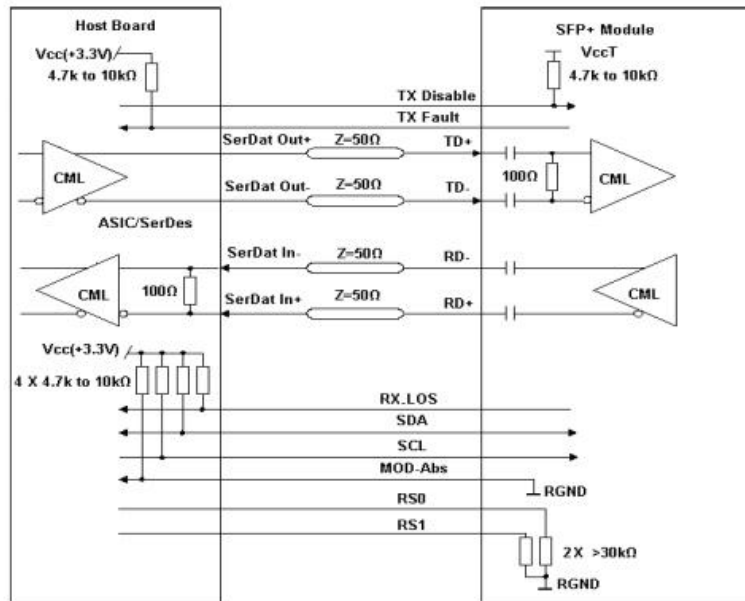 Host Board
SFP+ Module
Vcc(+3.3V)
4.7k to 10kΩ
VccT
4.7k to 10kΩ
TX Disable
TX Fault
SerDat Out+
Z=50Ω
TD+
CML
100Ω
CML
SerDat Out-
Z=50Ω
TD-
ASIC/SerDes
SerDat In-
Z=50Ω
RD-
CML
100Ω
CML
SerDat In+
Z=50Ω
RD+
Vcc(+3.3V)
4 X 4.7k to 10kΩ
RX.LOS
SDA
SCL
MOD-Abs
RGND
RS0
RS1
2X >30kΩ
RGND